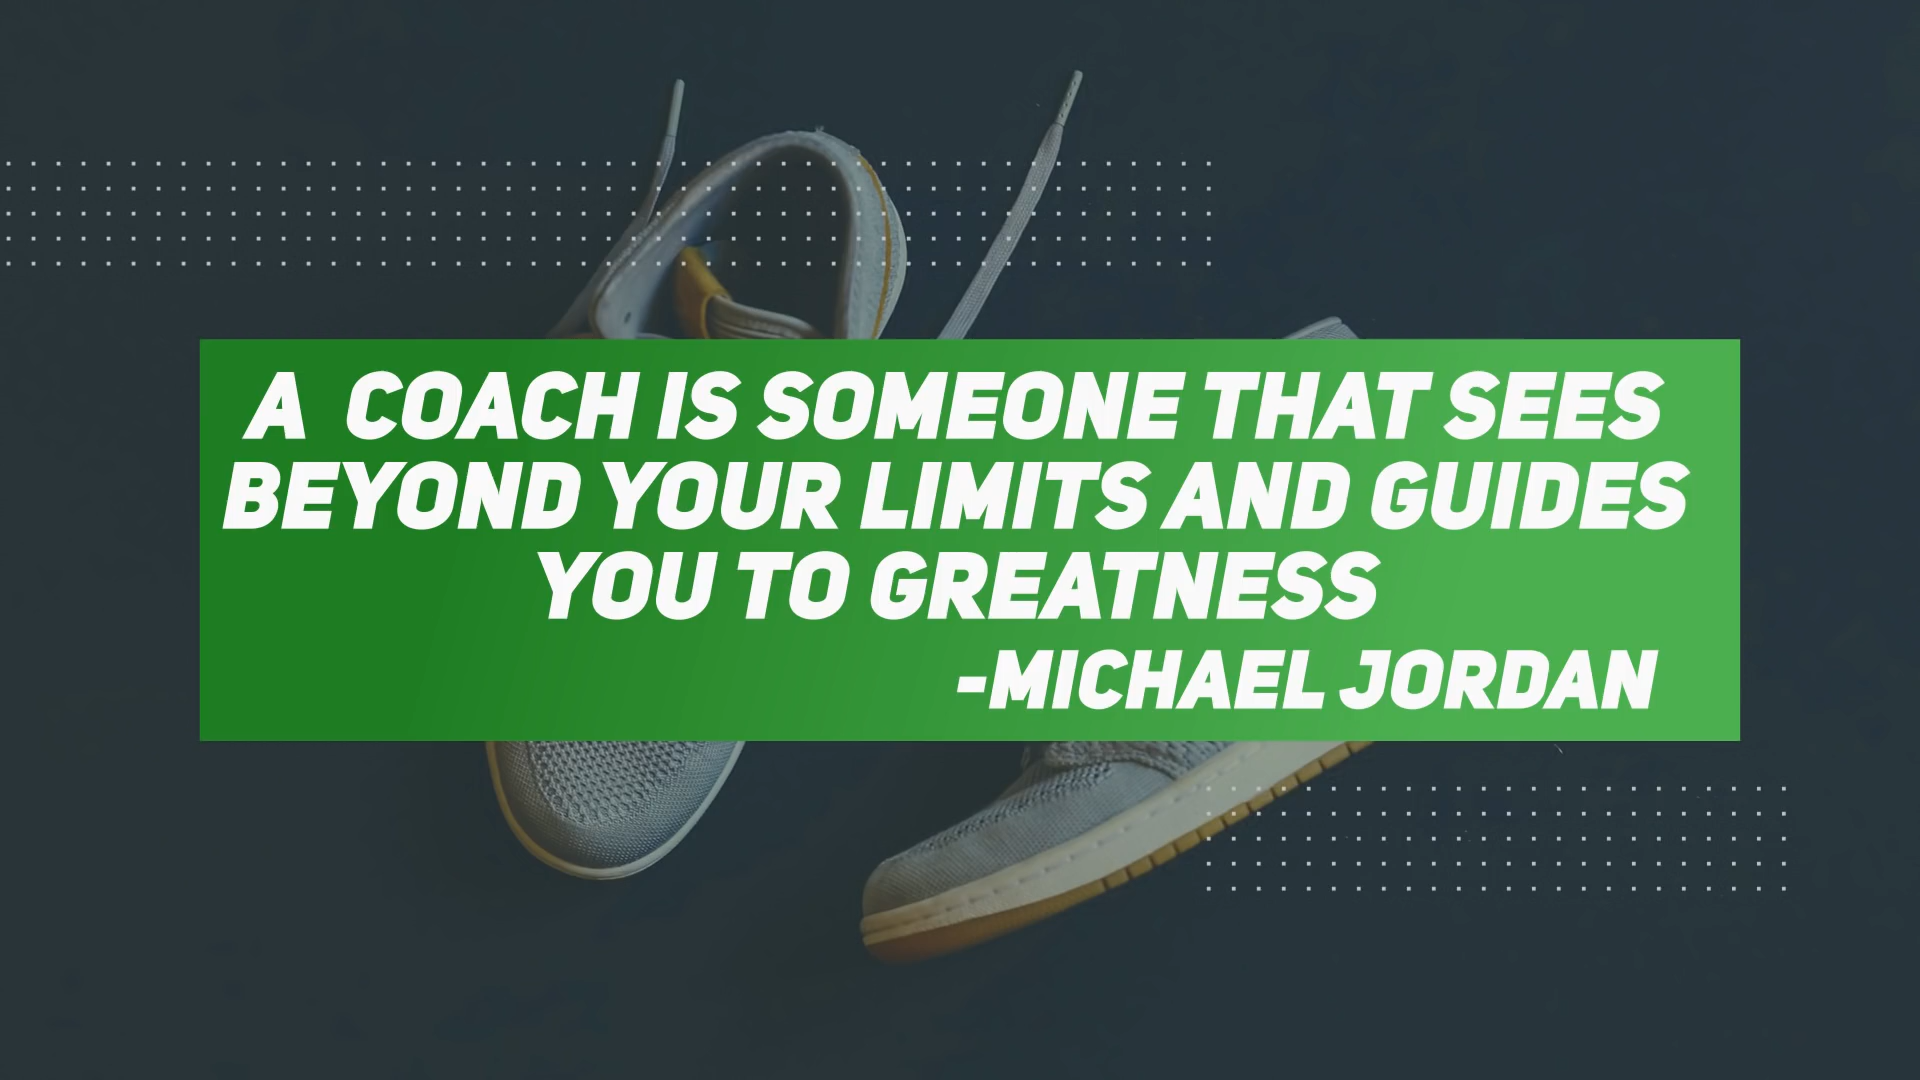 A COACH IS SOMEONE THAT SEES
BEYOND YOUR LIMITS AND GUIDES
YOU TO GREATNESS
-MICHAEL JORDAN